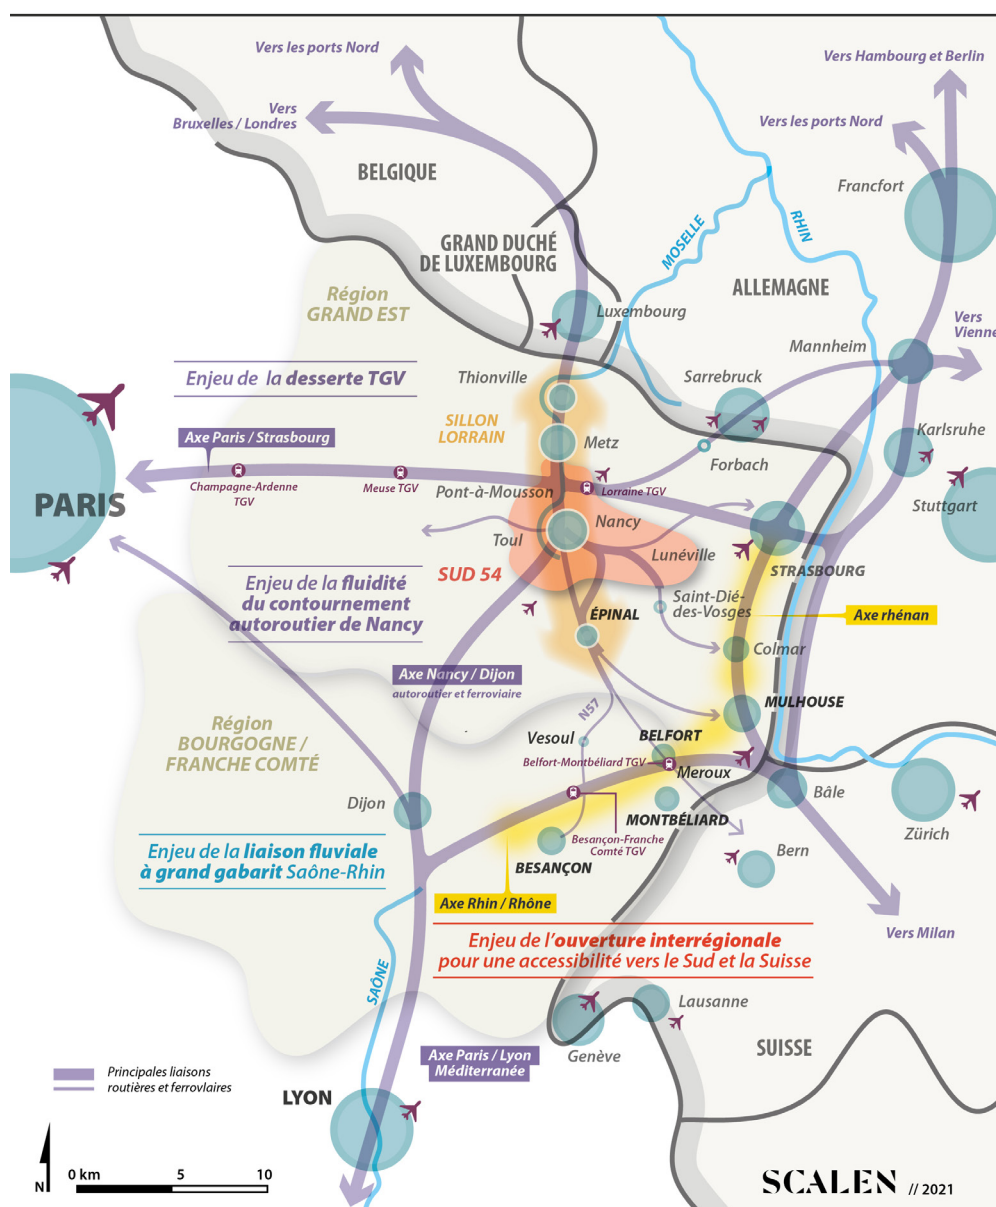 Vers les ports Nord
Vers Hambourg et Berlin
Vers
Bruxelles / Londres
Vers les ports Nord
BELGIQUE
Francfort
RHIN
MOSELLE
GRAND DUCHÉ
DE LUXEMBOURG
ALLEMAGNE
Région
GRAND EST
Luxembourg
Vers
Vienne
Mannheim
Enjeu de la desserte TGV
Thionville
Sarrebruck
SILLON
LORRAIN
Axe Paris / Strasbourg
Metz
Karlsruhe
Forbach
Champagne-Ardenne
TGV
Meuse TGV
Pont-à-Mousson
Lorraine TGV
PARIS
Stuttgart
Nancy
Toul
Lunéville
SUD 54
STRASBOURG
Enjeu de la fluidité
du contournement
autoroutier de Nancy
Saint-Dié-
des-Vosges
ÉPINAL
Axe rhénan
Colmar
Axe Nancy / Dijon
autoroutier et ferroviaire
N57
MULHOUSE
Région
BOURGOGNE /
FRANCHE COMTÉ
Vesoul
BELFORT
Belfort-Montbéliard TGV
Meroux
Dijon
Bâle
MONTBÉLIARD
Zürich
Enjeu de la liaison fluviale
à grand gabarit Saône-Rhin
Besançon-Franche
Comté TGV
BESANÇON
Bern
Axe Rhin / Rhône
Vers Milan
Enjeu de l'ouverture interrégionale
pour une accessibilité vers le Sud et la Suisse
SAÔNE
Lausanne
Genève
SUISSE
Axe Paris / Lyon
Méditerranée
Principales liaisons
routières et ferrovlaires
LYON
N
0 km 5 10
SCALEN // 2021